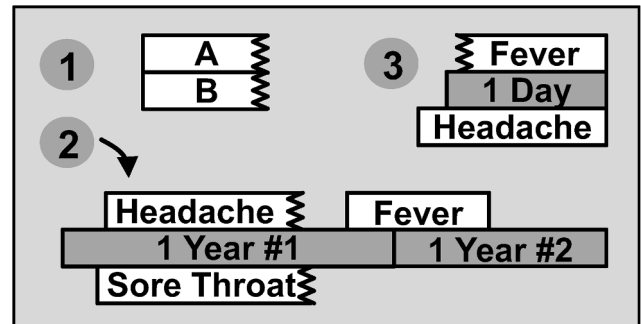 1
A
B
3
Fever
1 Day
Headache
2
Headache
Fever
1 Year #1
1 Year #2
Sore Throat